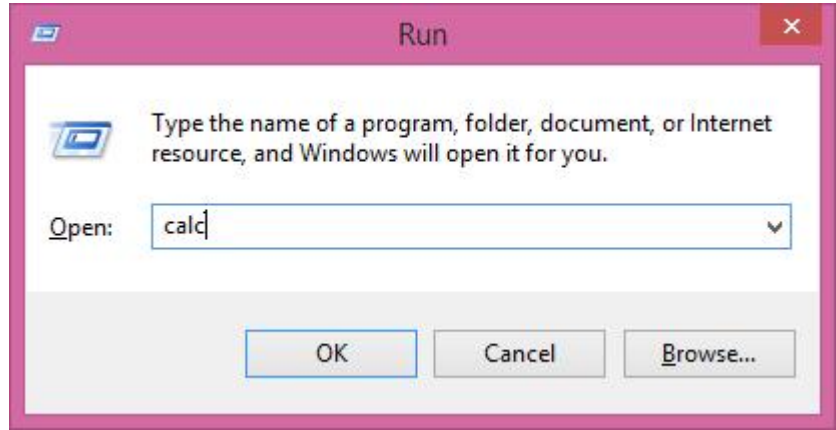 Run
Type the name of a program, folder, document, or Internet
resource, and Windows will open it for you.
Open: calc
OK Cancel Browse...